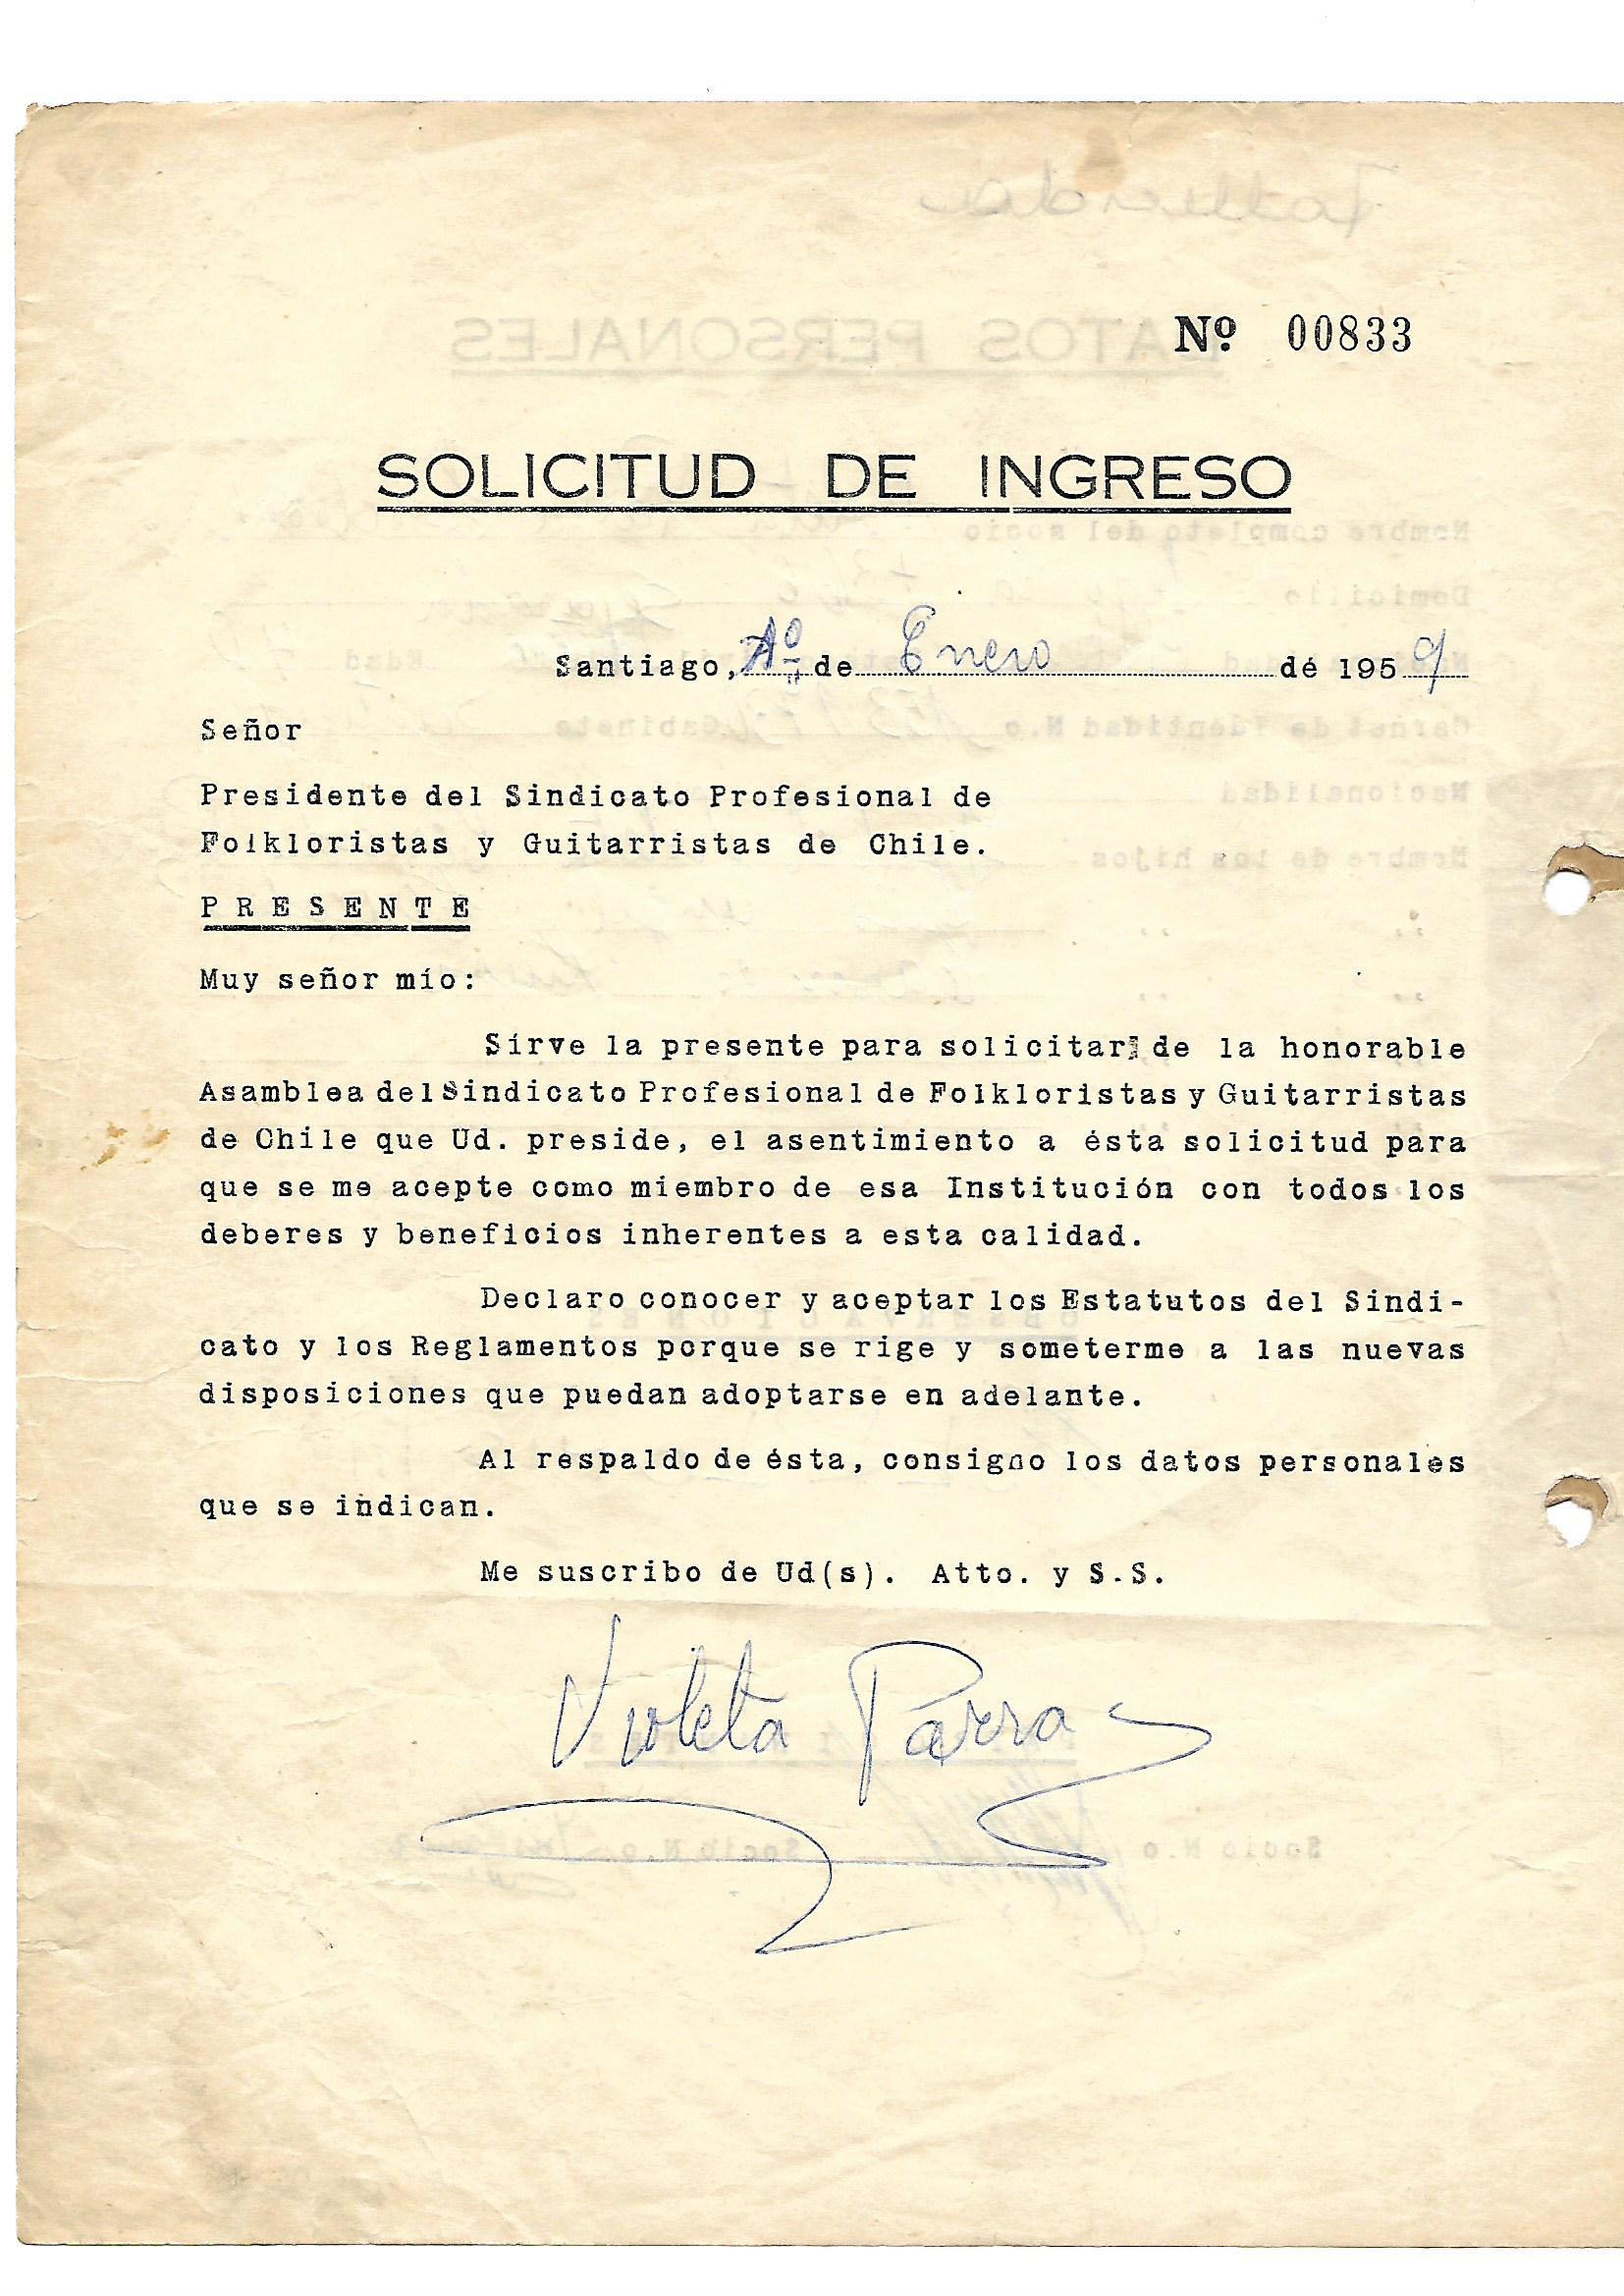 Nº 00833
SOLICITUD DE INGRESO
Santiago, 1º de Enero dé 1959
Señor
Presidente del Sindicato Profesional de
Folkloristas y Guitarristas de Chile.
PRESENTE
Muy señor mío:
Sírve la presente para solicitar de la honorable
Asamblea del Sindicato Profesional de Folkloristas y Guitarristas
de Chile que Ud. preside, el asentimiento a ésta solicitud para
que se me acepte como miembro de esa Institución con todos los
deberes y beneficios inherentes a esta calidad.
Declaro conocer y aceptar los Estatutos del Sindi-
cato y los Reglamentos porque se rige y someterme a las nuevas
disposiciones que puedan adoptarse en adelante.
Al respaldo de ésta, consigno los datos personales
que se indican.
Me suscribo de Ud(s). Atto. y S.S.
Violeta Parra